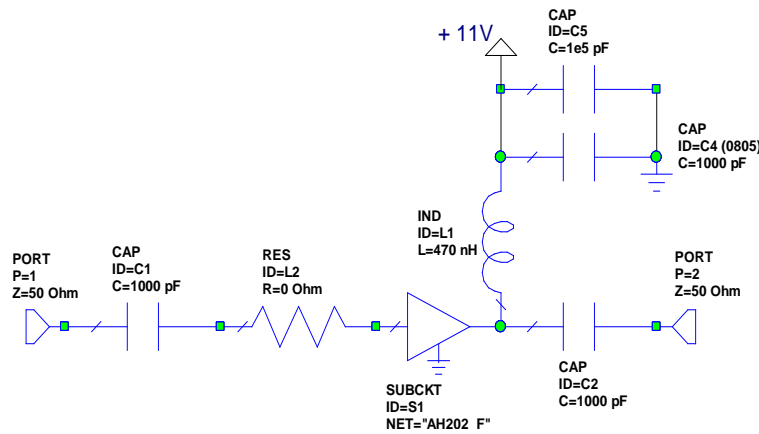 CAP
ID=C5
C=1e5 pF
+ 11V
CAP
ID=C4 (0805)
C=1000 pF
IND
ID=L1
L=470 nH
PORT
P=1
Z=50 Ohm
CAP
ID=C1
C=1000 pF
RES
ID=L2
R=0 Ohm
PORT
P=2
Z=50 Ohm
SUBCKT
ID=S1
NET="AH202_F"
CAP
ID=C2
C=1000 pF